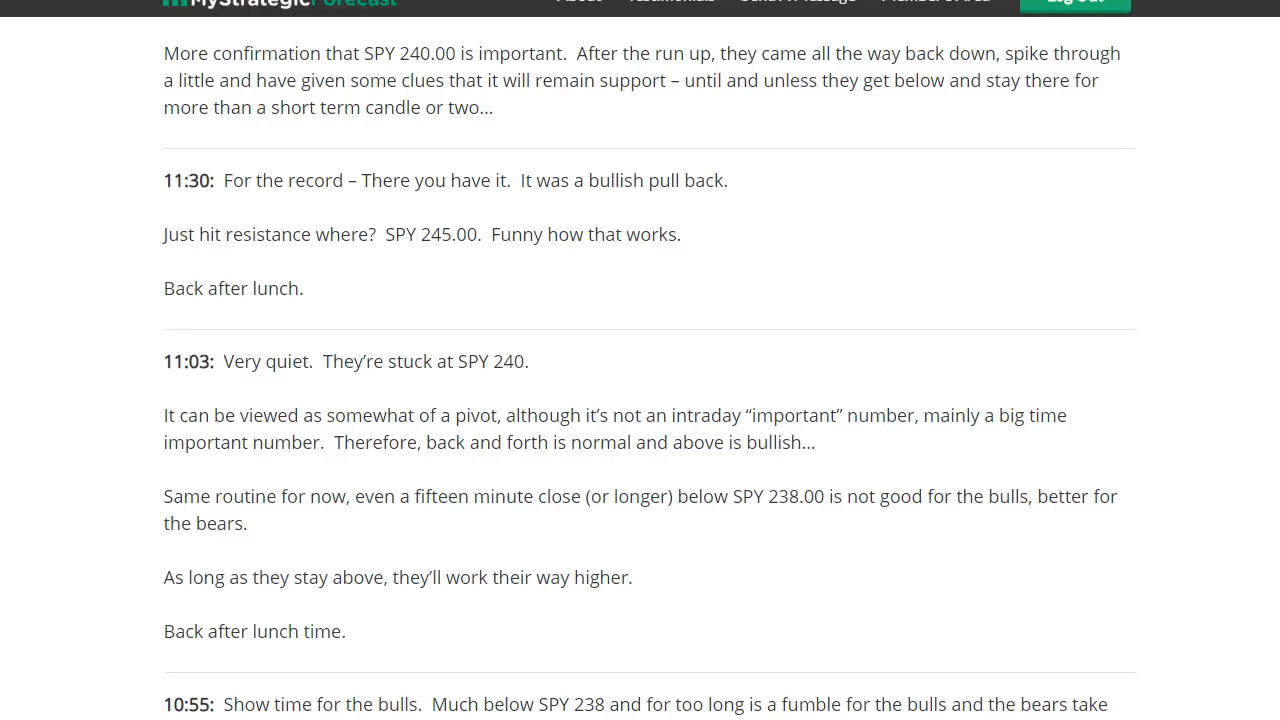 MyStrategicForecast About Testimonials Send A Message Member's Area Log Out
More confirmation that SPY 240.00 is important.  After the run up, they came all the way back down, spike through
a little and have given some clues that it will remain support – until and unless they get below and stay there for
more than a short term candle or two…
11:30:  For the record – There you have it.  It was a bullish pull back.
Just hit resistance where?  SPY 245.00.  Funny how that works.
Back after lunch.
11:03:  Very quiet.  They’re stuck at SPY 240.
It can be viewed as somewhat of a pivot, although it’s not an intraday “important” number, mainly a big time
important number.  Therefore, back and forth is normal and above is bullish…
Same routine for now, even a fifteen minute close (or longer) below SPY 238.00 is not good for the bulls, better for
the bears.
As long as they stay above, they’ll work their way higher.
Back after lunch time.
10:55:  Show time for the bulls.  Much below SPY 238 and for too long is a fumble for the bulls and the bears take